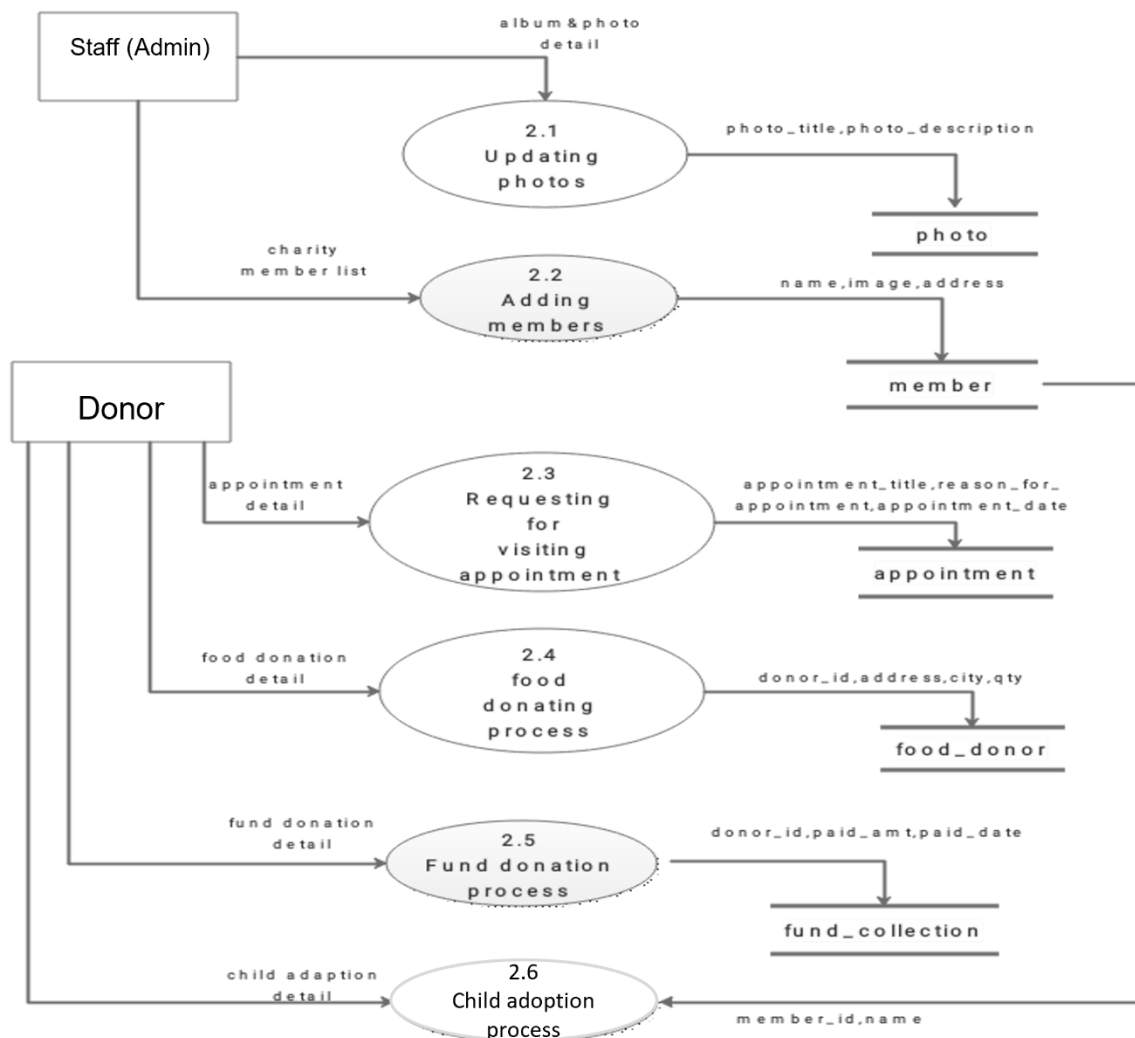 Staff (Admin)
album&photo
detail
2.1
Updating
photos
photo_title,photo_description
photo
charity
member list
2.2
Adding
members
name,image,address
member
Donor
appointment
detail
2.3
Requesting
for
visiting
appointment
appointment_title,reason_for_
appointment,appointment_date
appointment
food donation
detail
2.4
food
donating
process
donor_id,address,city,qty
food_donor
fund donation
detail
2.5
Fund donation
process
donor_id,paid_amt,paid_date
fund_collection
child adaption
detail
2.6
Child adoption
process
member_id,name